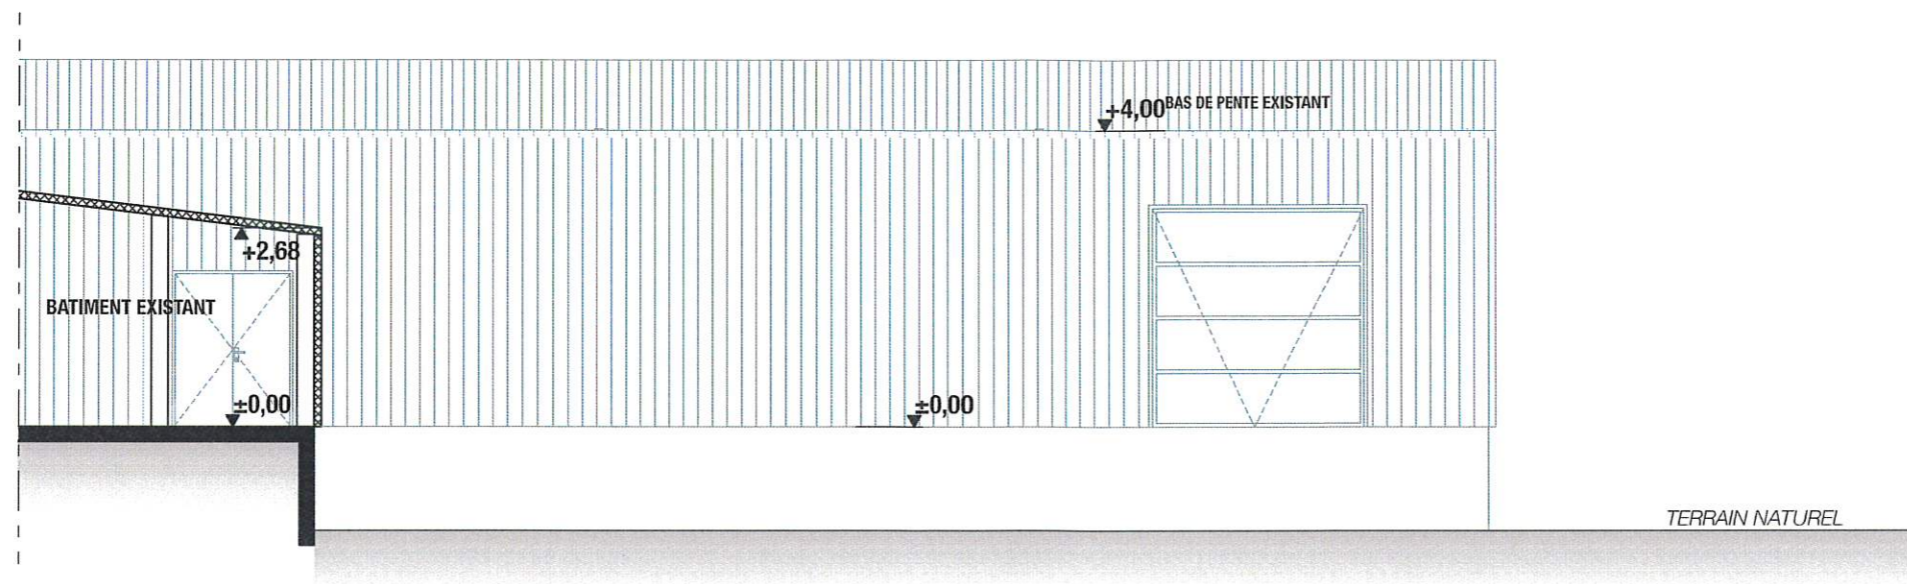 +4,00 BAS DE PENTE EXISTANT
+2,68
BATIMENT EXISTANT
±0,00
±0,00
TERRAIN NATUREL